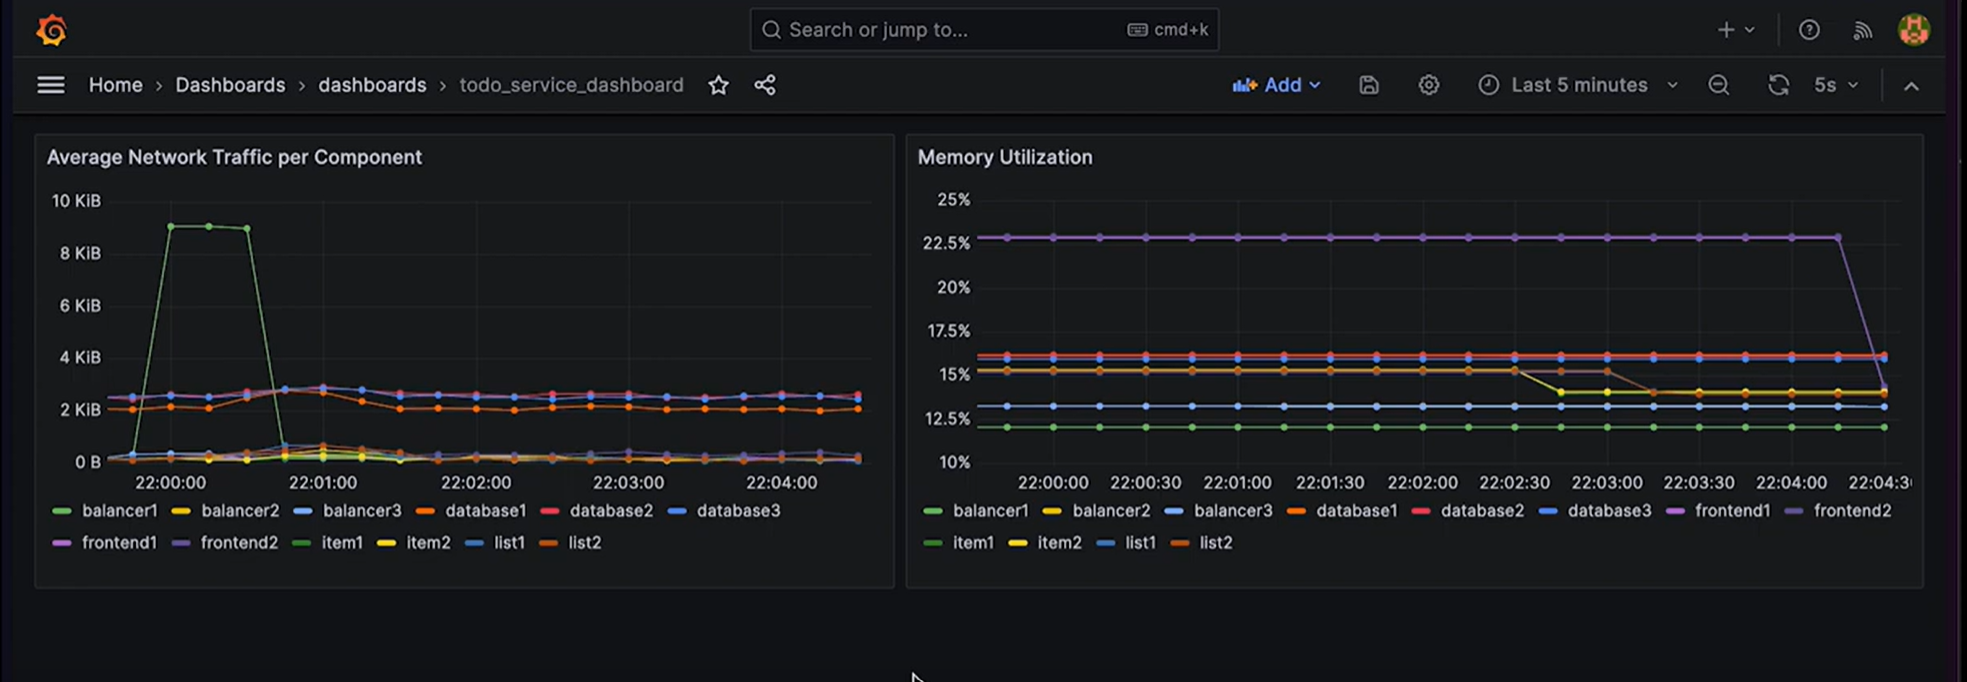 Search or jump to... cmd+k
Home › Dashboards › dashboards › todo_service_dashboard Add Last 5 minutes 5s
Average Network Traffic per Component
10 KiB
8 KiB
6 KiB
4 KiB
2 KiB
0 B
22:00:00 22:01:00 22:02:00 22:03:00 22:04:00
balancer1 balancer2 balancer3 database1 database2 database3
frontend1 frontend2 item1 item2 list1 list2
Memory Utilization
25%
22.5%
20%
17.5%
15%
12.5%
10%
22:00:00 22:00:30 22:01:00 22:01:30 22:02:00 22:02:30 22:03:00 22:03:30 22:04:00 22:04:3
balancer1 balancer2 balancer3 database1 database2 database3 frontend1 frontend2
item1 item2 list1 list2